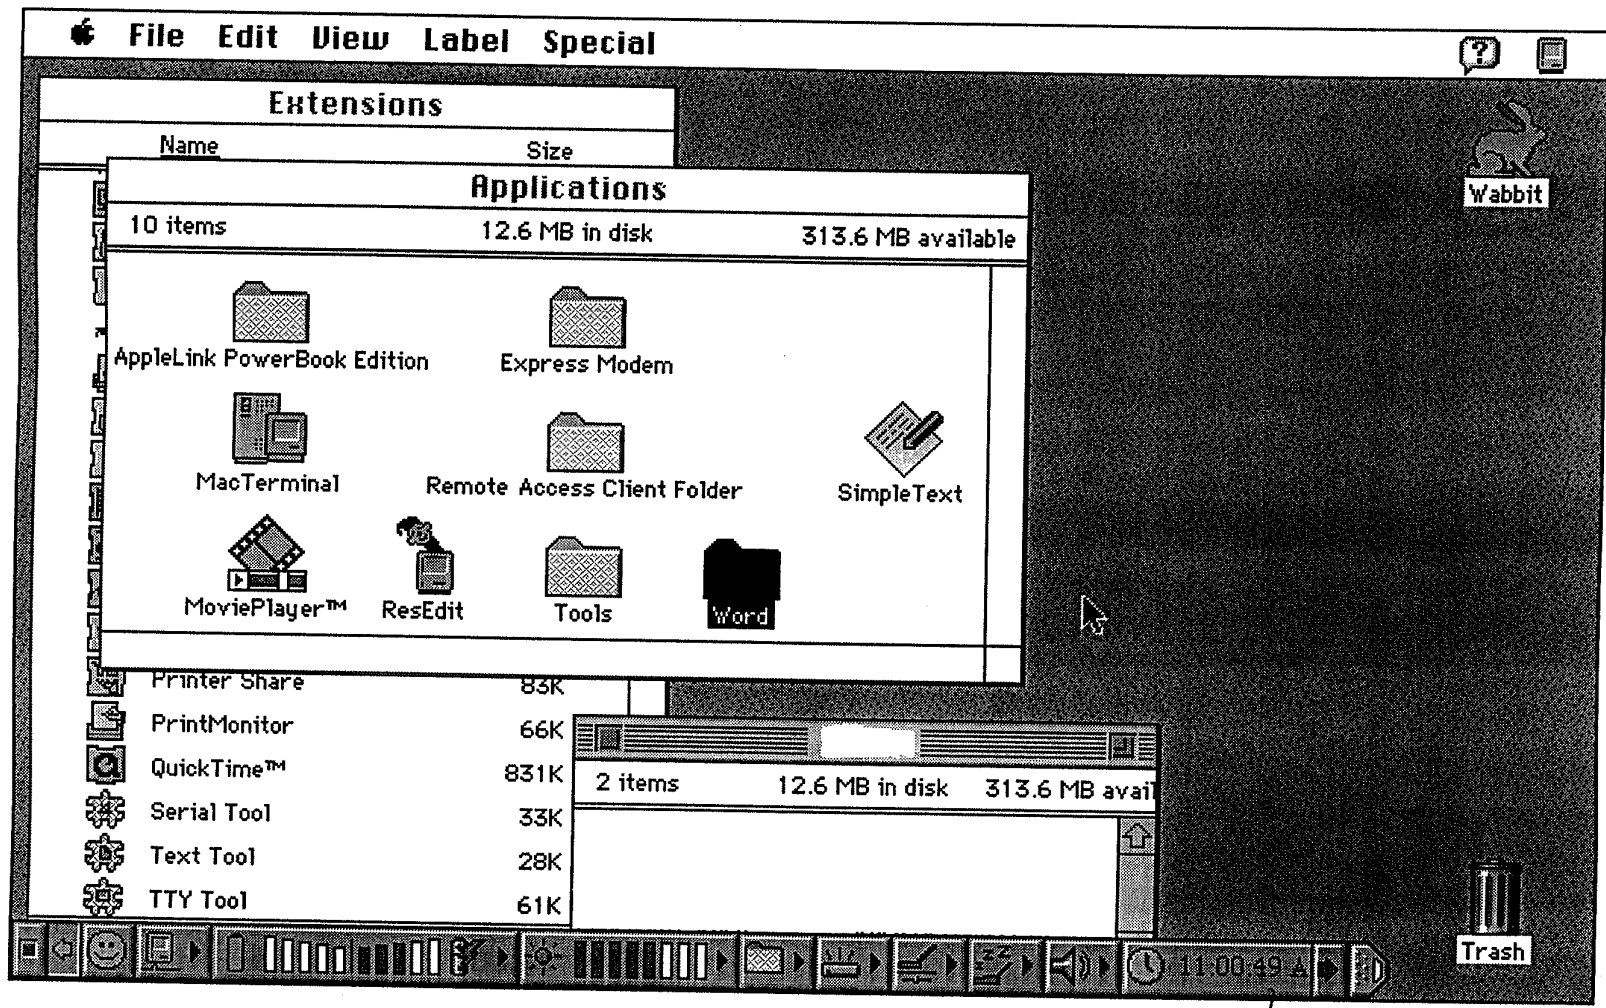 File Edit View Label Special
Extensions
Name Size
Wabbit
Applications
10 items 12.6 MB in disk 313.6 MB available
AppleLink PowerBook Edition Express Modem
MacTerminal Remote Access Client Folder SimpleText
MoviePlayer™ ResEdit Tools Word
Printer Share 83K
PrintMonitor 66K
QuickTime™ 831K
2 items 12.6 MB in disk 313.6 MB avail
Serial Tool 33K
Text Tool 28K
TTY Tool 61K
11:00:49 A
Trash